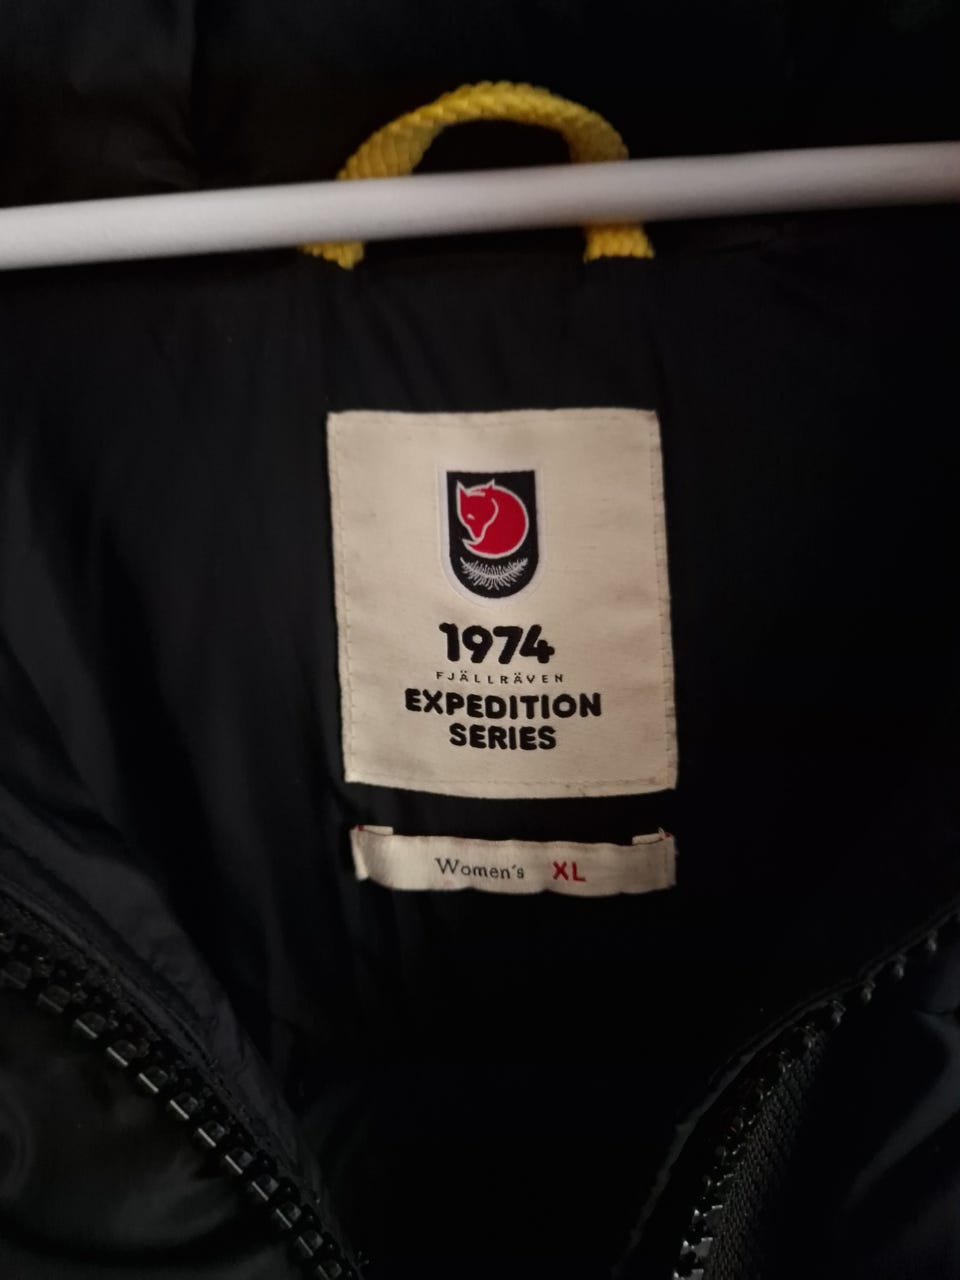 1974
FJÄLLRÄVEN
EXPEDITION
SERIES
Women's XL